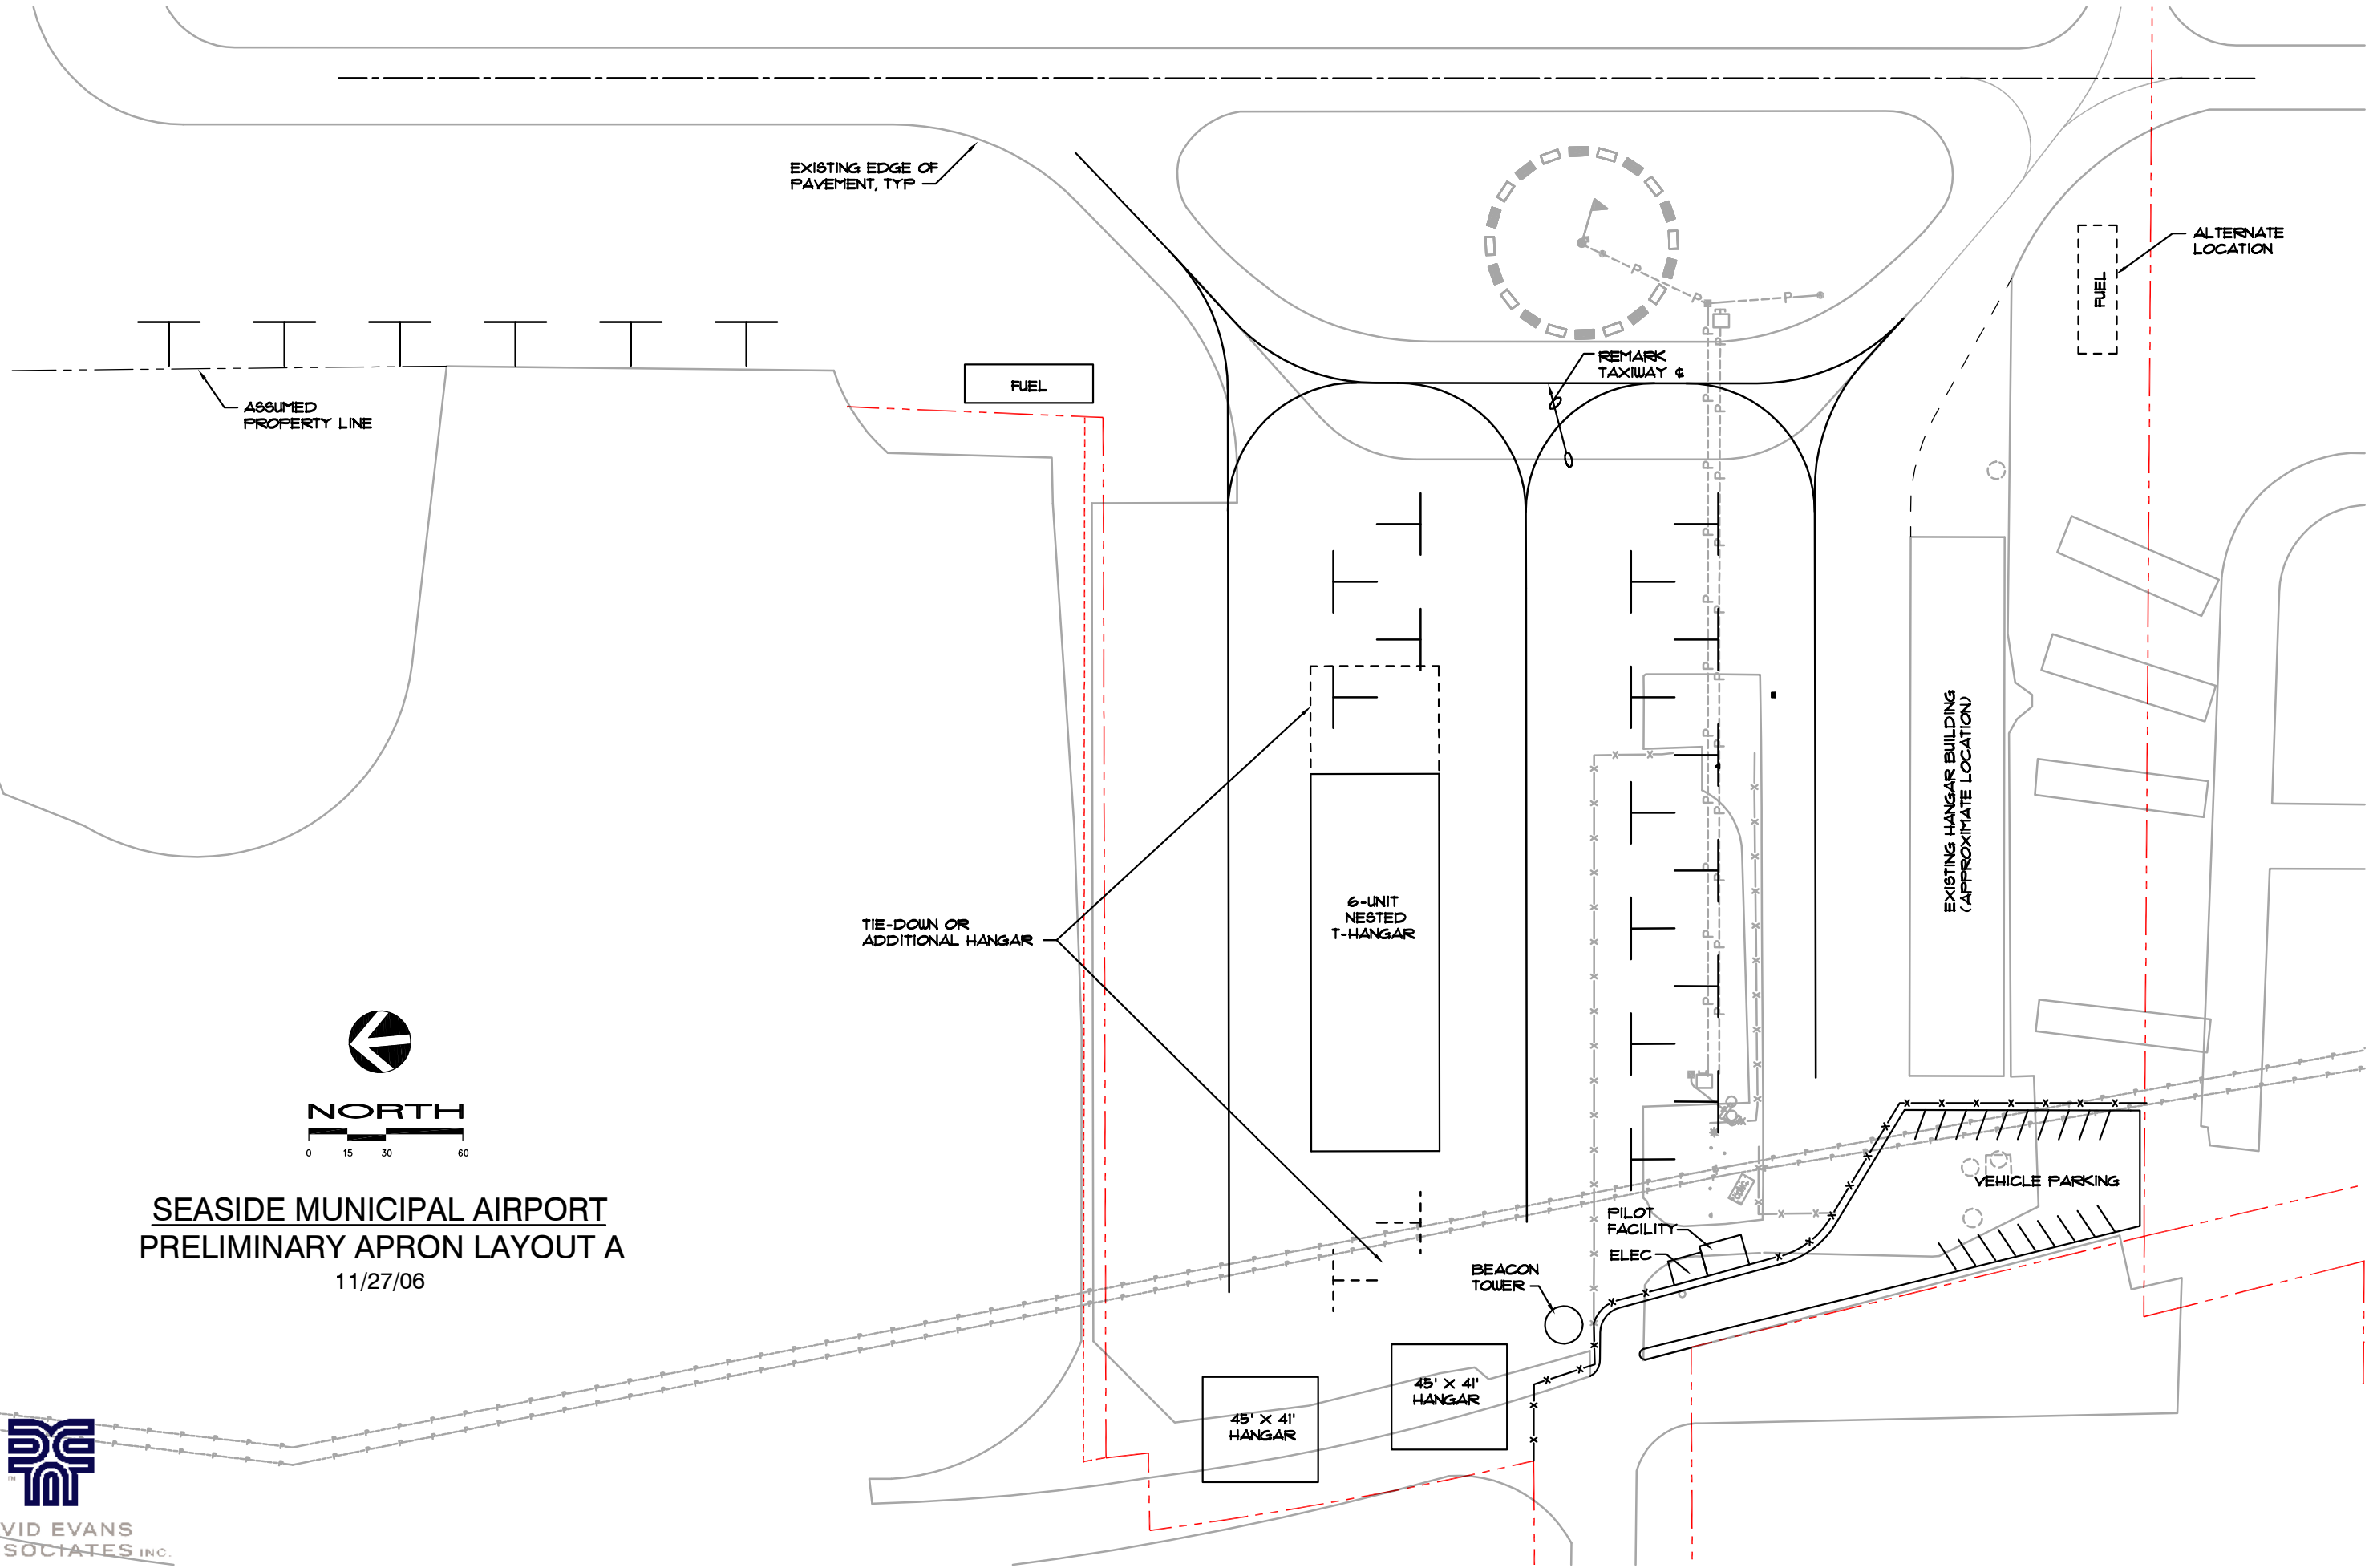 EXISTING EDGE OF
PAVEMENT, TYP
ALTERNATE
LOCATION
FUEL
REMARK
TAXIWAY ℄
FUEL
ASSUMED
PROPERTY LINE
EXISTING HANGAR BUILDING
(APPROXIMATE LOCATION)
6-UNIT
NESTED
T-HANGAR
TIE-DOWN OR
ADDITIONAL HANGAR
NORTH
0 15 30 60
SEASIDE MUNICIPAL AIRPORT
PRELIMINARY APRON LAYOUT A
11/27/06
VEHICLE PARKING
PILOT
FACILITY
ELEC
BEACON
TOWER
45' X 41'
HANGAR
45' X 41'
HANGAR
VID EVANS
SOCIATES INC.